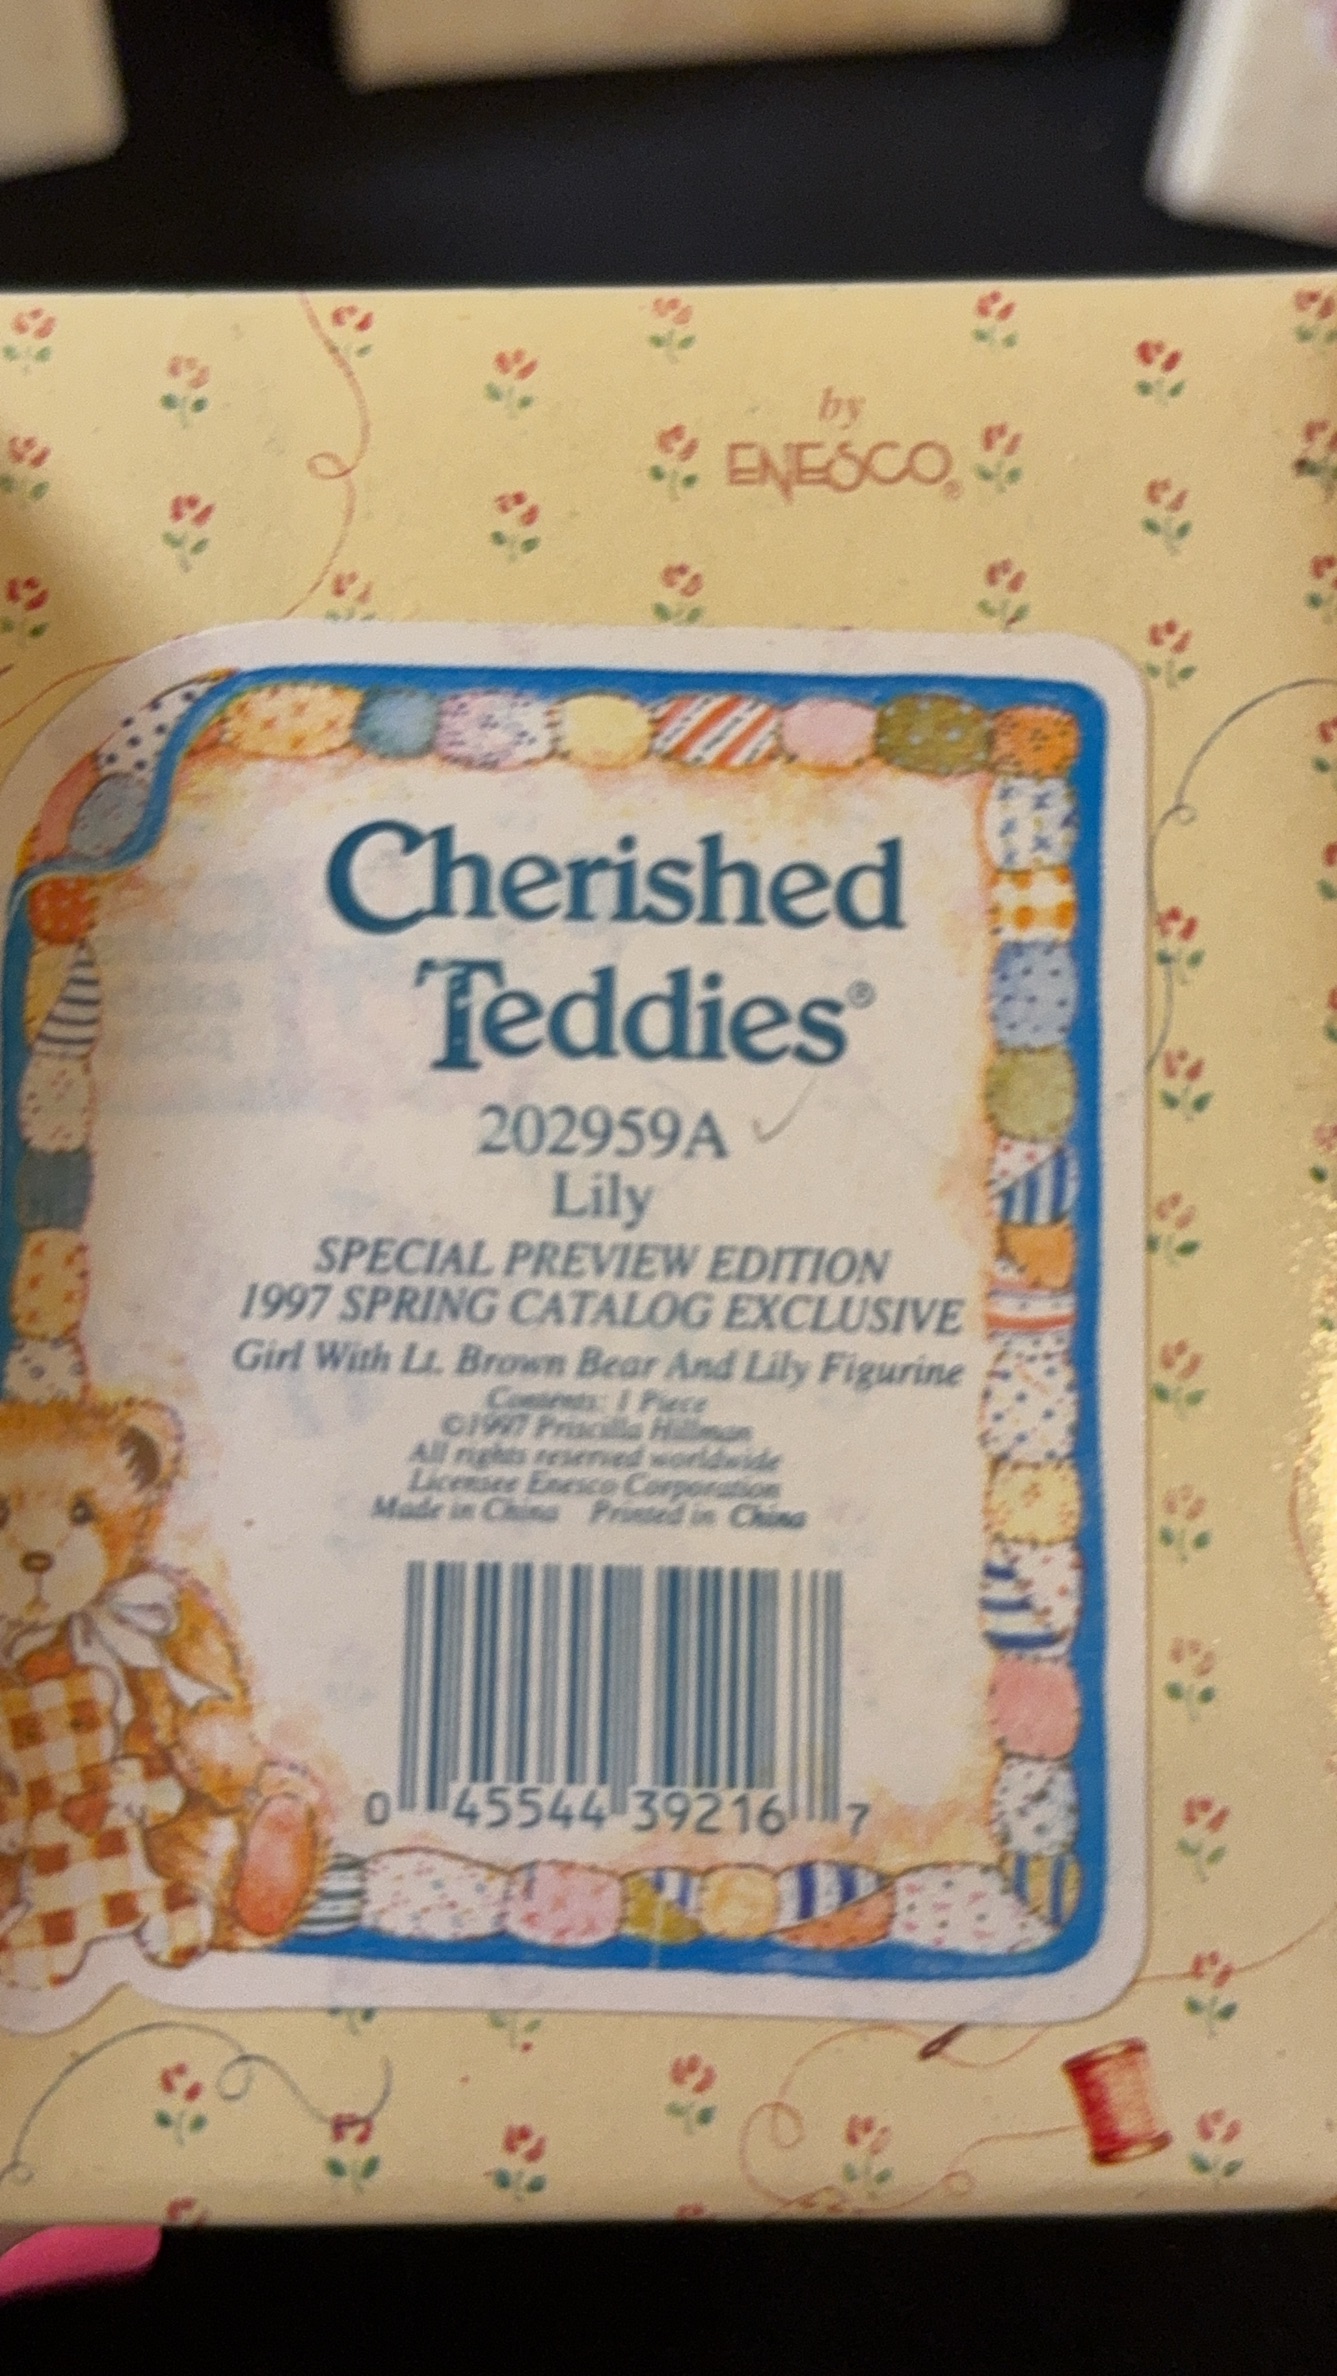 by
ENESCO®
Cherished
Teddies®
202959A
Lily
SPECIAL PREVIEW EDITION
1997 SPRING CATALOG EXCLUSIVE
Girl With Lt. Brown Bear And Lily Figurine
Contents: 1 Piece
©1997 Priscilla Hillman
All rights reserved worldwide
Licensee Enesco Corporation
Made in China Printed in China
0 45544 39216 7